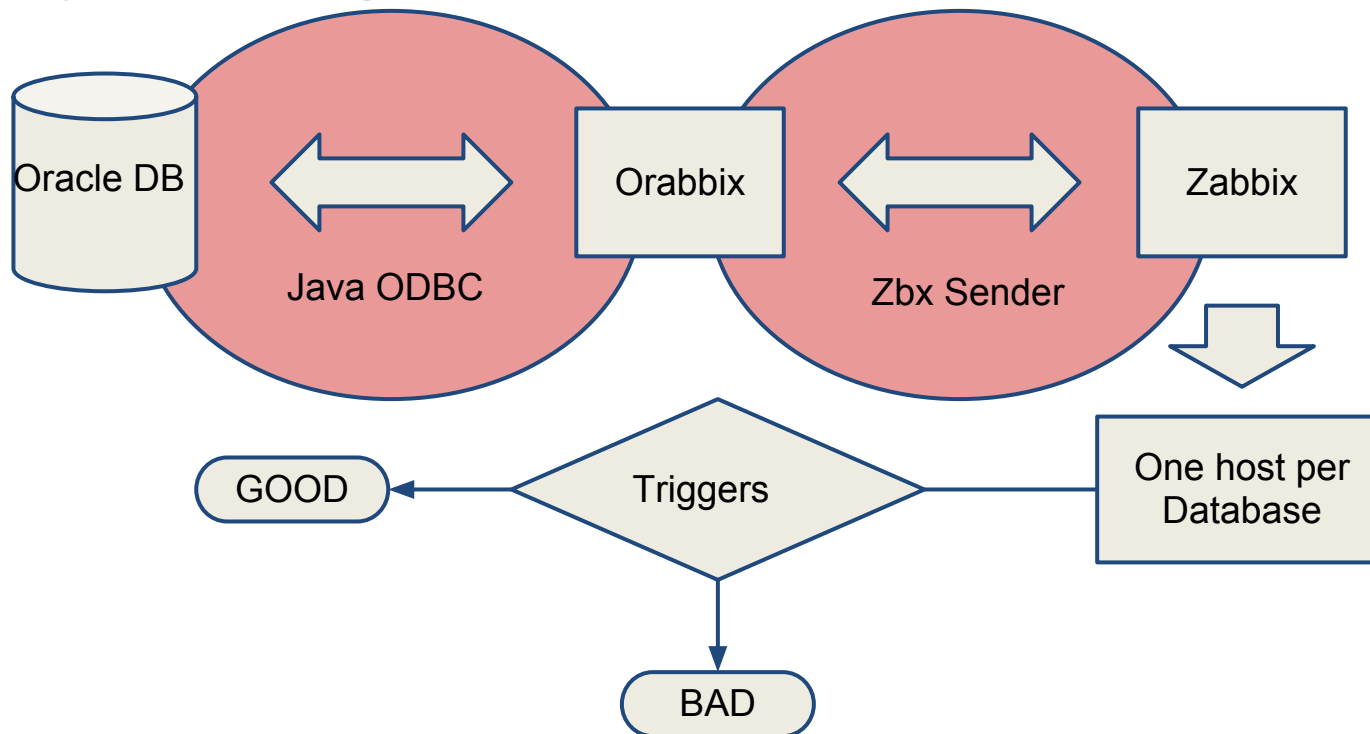 Oracle DB
Orabbix
Zabbix
Java ODBC
Zbx Sender
GOOD
Triggers
One host per
Database
BAD